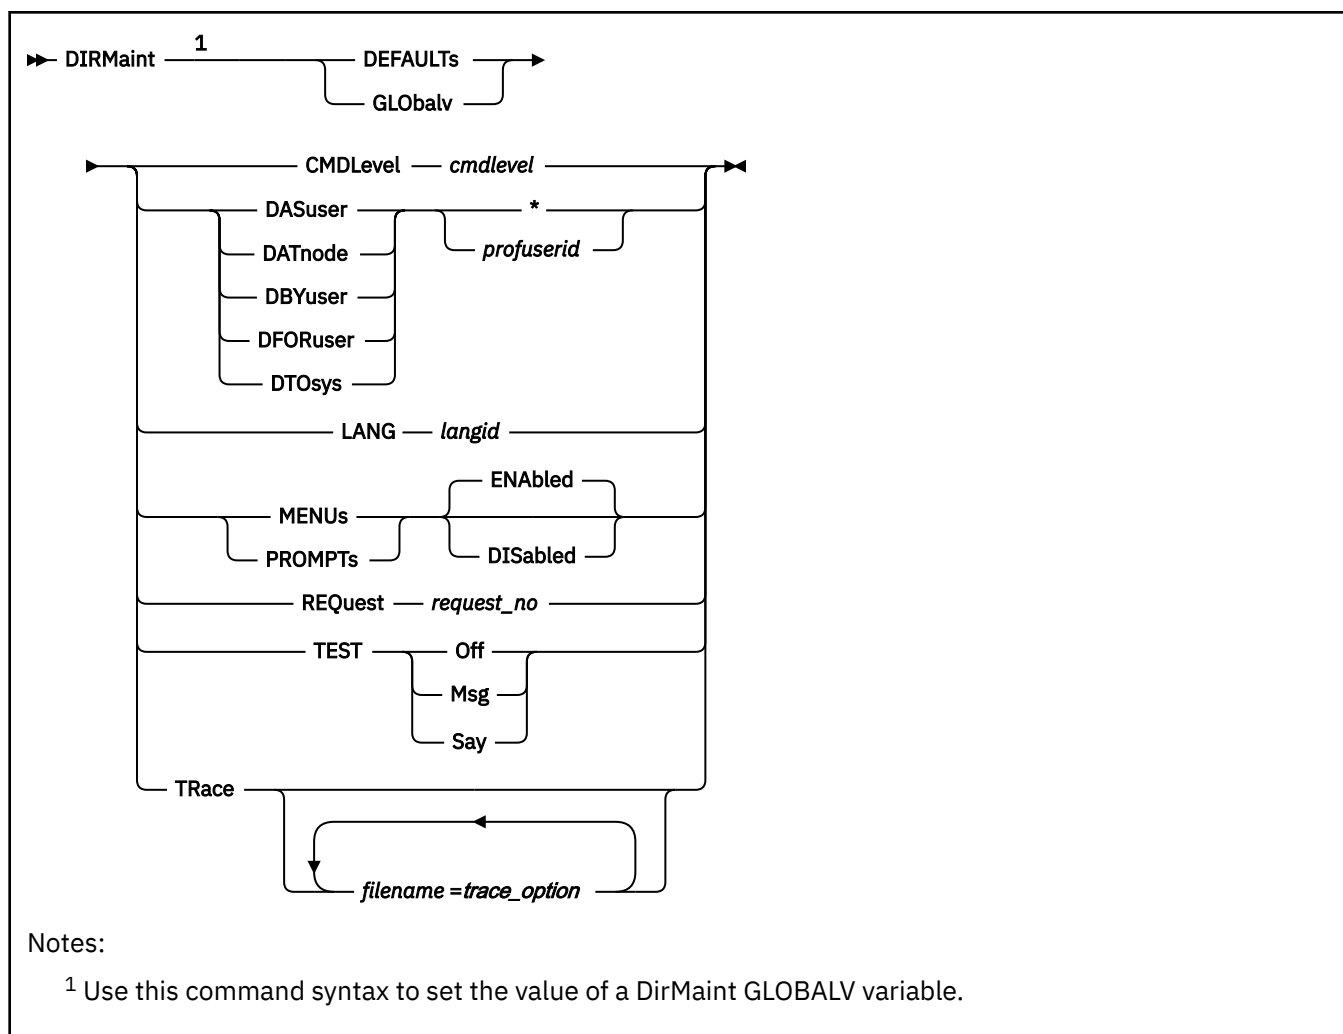 DIRMaint 1 DEFAULTs
GLObalv
CMDLevel cmdlevel
DASuser *
DATnode profuserid
DBYuser
DFORuser
DTOsys
LANG langid
ENAbled
MENUs
PROMPTs DISabled
REQuest request_no
TEST Off
Msg
Say
TRace
filename =trace_option
Notes:
1 Use this command syntax to set the value of a DirMaint GLOBALV variable.